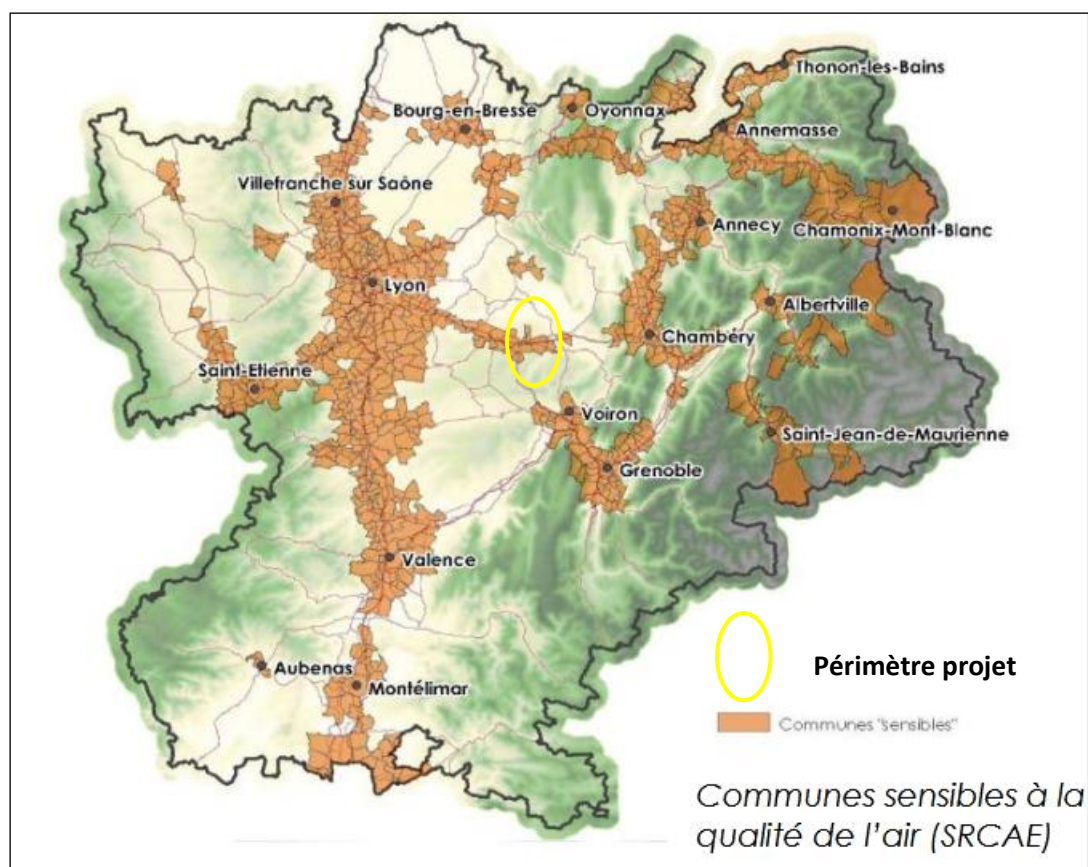 Thonon-les-Bains
Bourg-en-Bresse
Oyonnax
Annemasse
Villefranche sur Saône
Annecy
Chamonix-Mont-Blanc
Lyon
Albertville
Chambéry
Saint-Etienne
Voiron
Saint-Jean-de-Maurienne
Grenoble
Valence
Aubenas
Montélimar
Périmètre projet
Communes "sensibles"
Communes sensibles à la
qualité de l'air (SRCAE)